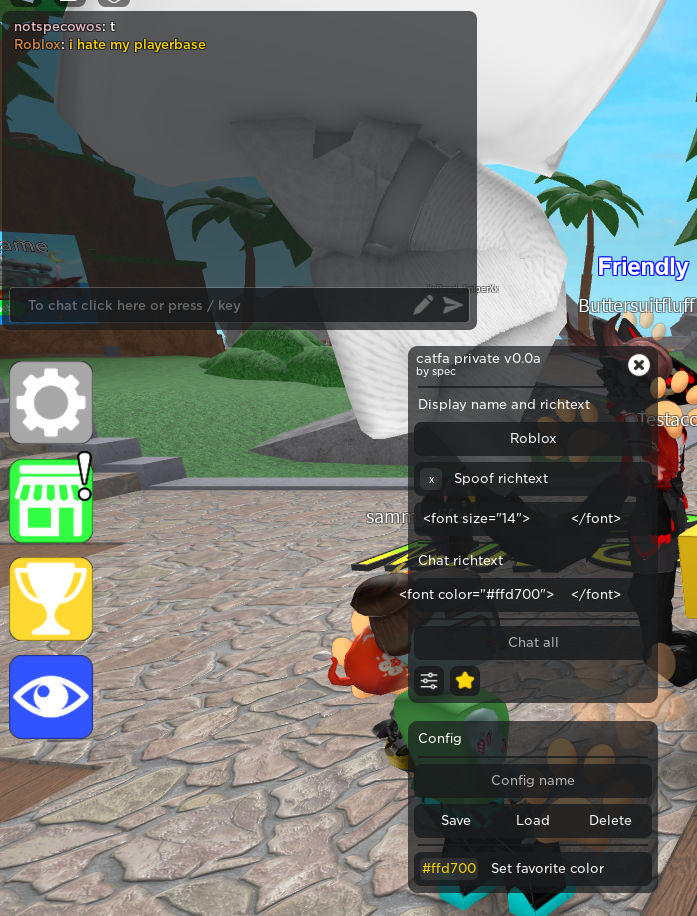 notspecowos: t
Roblox: i hate my playerbase
ame
Friendly
To chat click here or press / key
Buttersuitfluff
catfa private v0.0a
by spec
Display name and richtext
Roblox
x Spoof richtext
<font size="14"> </font>
Chat richtext
<font color="#ffd700"> </font>
Chat all
Config
Config name
Save Load Delete
#ffd700 Set favorite color